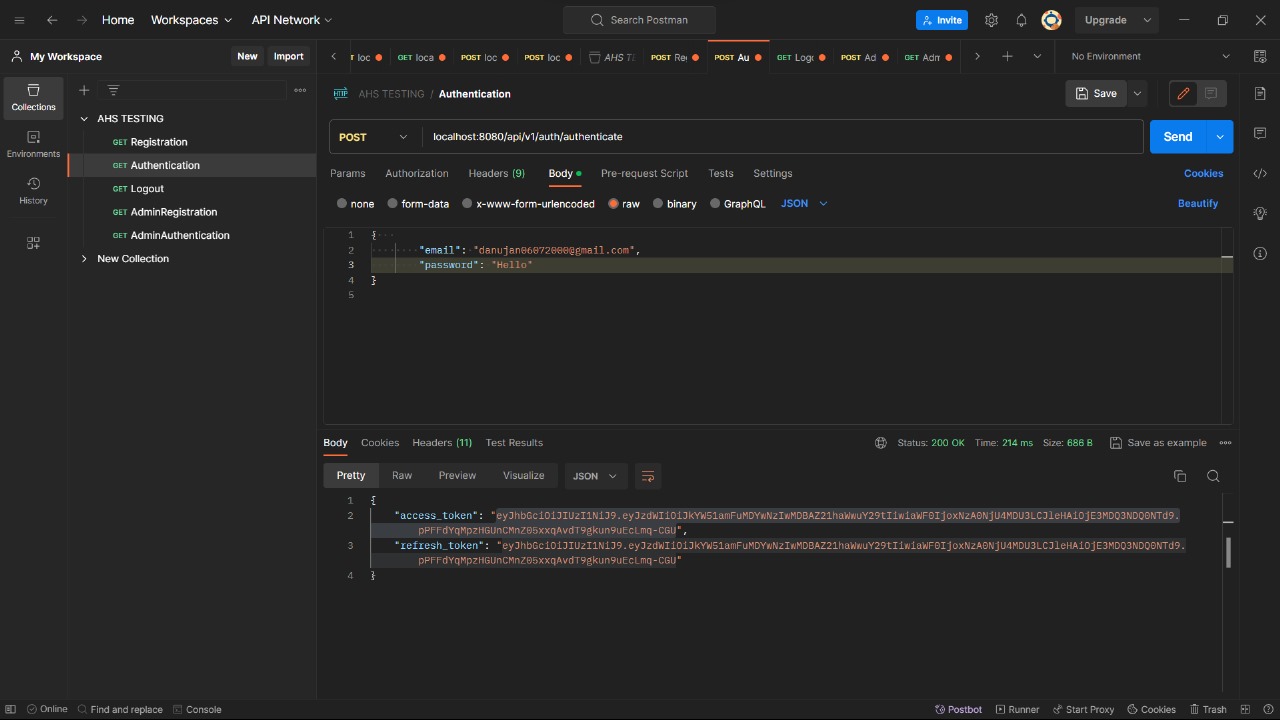 Home Workspaces API Network Search Postman Invite Upgrade
My Workspace New Import
T loc GET loca POST loc POST loc AHS TE POST Re POST Au GET Logo POST Ad GET Adm No Environment
Collections
Environments
History
AHS TESTING
GET Registration
GET Authentication
GET Logout
GET AdminRegistration
GET AdminAuthentication
New Collection
HTTP AHS TESTING / Authentication Save
POST localhost:8080/api/v1/auth/authenticate Send
Params Authorization Headers (9) Body Pre-request Script Tests Settings Cookies
none form-data x-www-form-urlencoded raw binary GraphQL JSON Beautify
1 {
2 "email": "danujan06072000@gmail.com",
3 "password": "Hello"
4 }
5
Body Cookies Headers (11) Test Results Status: 200 OK Time: 214 ms Size: 686 B Save as example
Pretty Raw Preview Visualize JSON
1 {
2 "access_token": "eyJhbGciOiJIUzI1NiJ9.eyJzdWIiOiJkYW51amFuMDYwNzIwMDBAZ21haWwuY29tIiwiaWF0IjoxNzA0NjU4MDU3LCJleHAiOjE3MDQ3NDQ0NTd9.
pPFFdYqMpzHGUnCMnZ05xxqAvdT9gkun9uEcLmq-CGU",
3 "refresh_token": "eyJhbGciOiJIUzI1NiJ9.eyJzdWIiOiJkYW51amFuMDYwNzIwMDBAZ21haWwuY29tIiwiaWF0IjoxNzA0NjU4MDU3LCJleHAiOjE3MDQ3NDQ0NTd9.
pPFFdYqMpzHGUnCMnZ05xxqAvdT9gkun9uEcLmq-CGU"
4 }
Online Find and replace Console Postbot Runner Start Proxy Cookies Trash